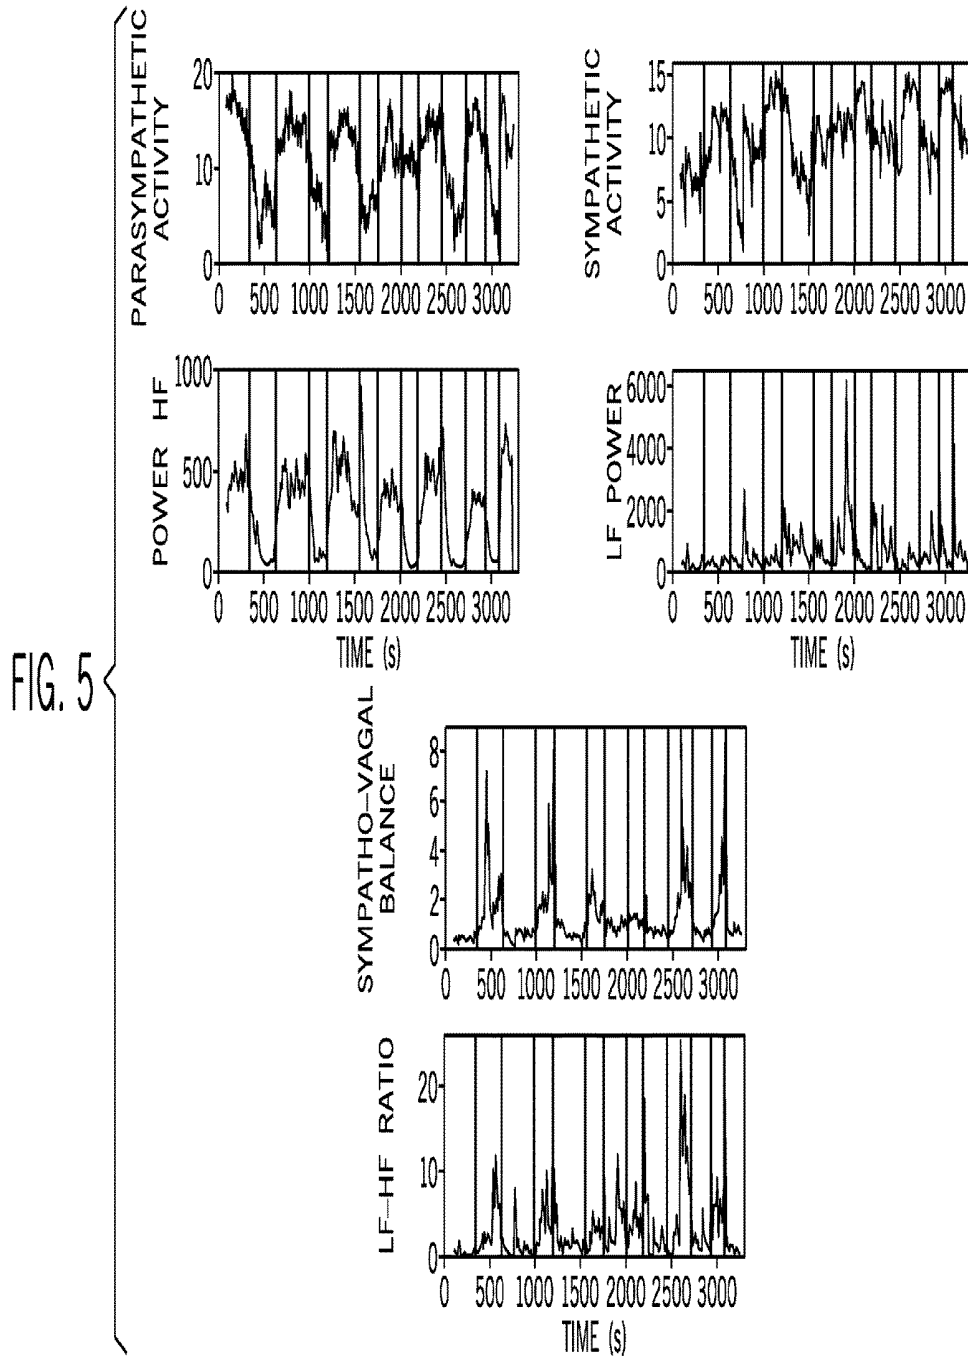 FIG. 5
PARASYMPATHETIC
ACTIVITY
20
10
0
0 500 1000 1500 2000 2500 3000
SYMPATHETIC
ACTIVITY
15
10
5
0
0 500 1000 1500 2000 2500 3000
POWER HF
1000
500
0
0 500 1000 1500 2000 2500 3000
TIME (s)
LF POWER
6000
4000
2000
0
0 500 1000 1500 2000 2500 3000
TIME (s)
SYMPATHO-VAGAL
BALANCE
8
6
4
2
0
0 500 1000 1500 2000 2500 3000
LF-HF RATIO
20
10
0
0 500 1000 1500 2000 2500 3000
TIME (s)